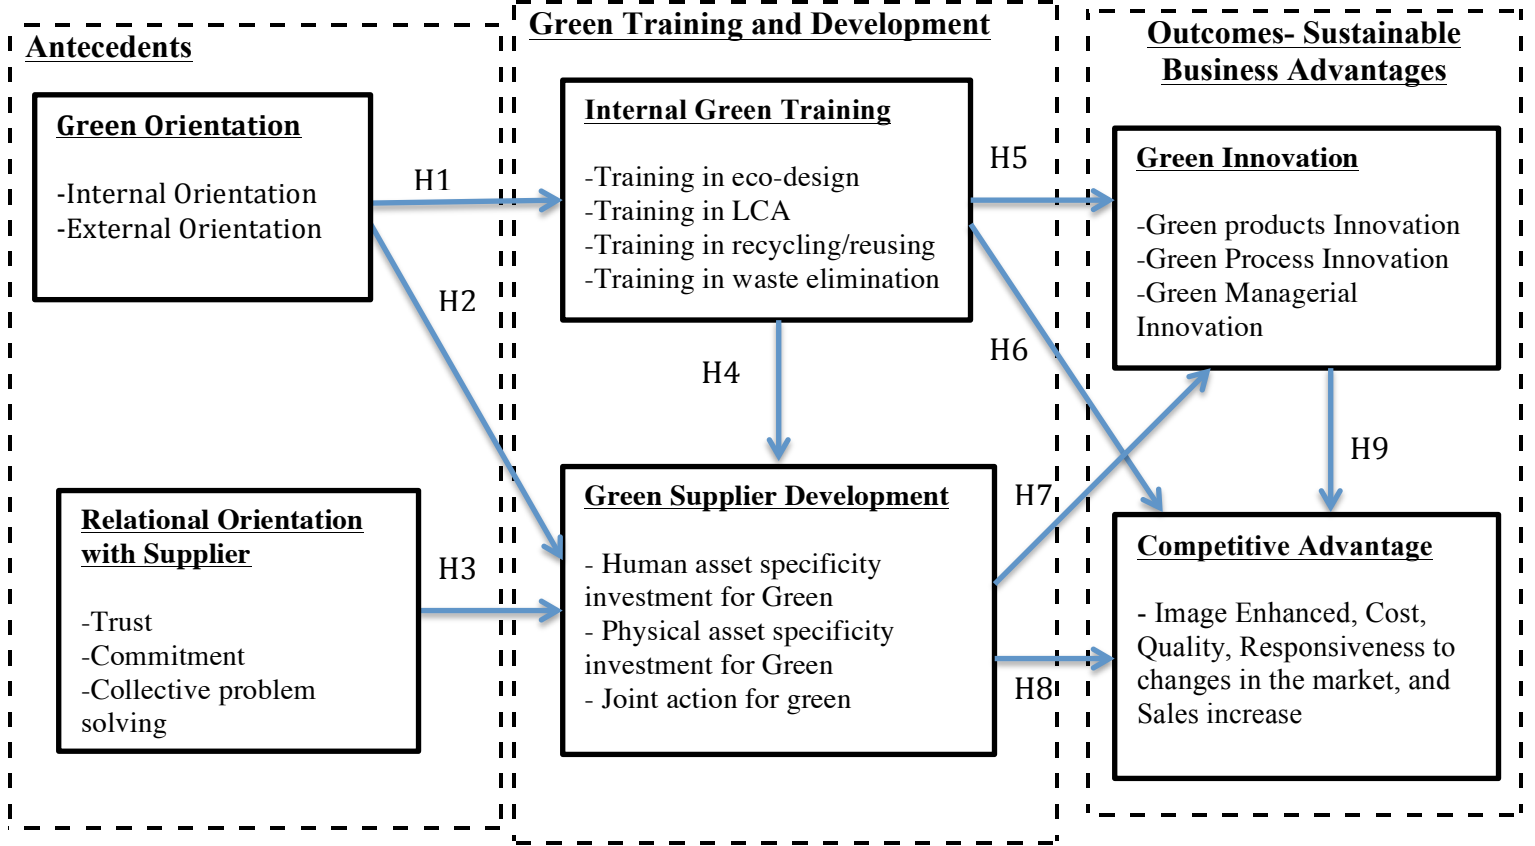 Antecedents
Green Orientation
-Internal Orientation
-External Orientation
Relational Orientation
with Supplier
-Trust
-Commitment
-Collective problem
solving
H1
H2
H3
Green Training and Development
Internal Green Training
-Training in eco-design
-Training in LCA
-Training in recycling/reusing
-Training in waste elimination
H4
Green Supplier Development
- Human asset specificity
investment for Green
- Physical asset specificity
investment for Green
- Joint action for green
H5
H6
H7
H8
Outcomes- Sustainable
Business Advantages
Green Innovation
-Green products Innovation
-Green Process Innovation
-Green Managerial
Innovation
H9
Competitive Advantage
- Image Enhanced, Cost,
Quality, Responsiveness to
changes in the market, and
Sales increase